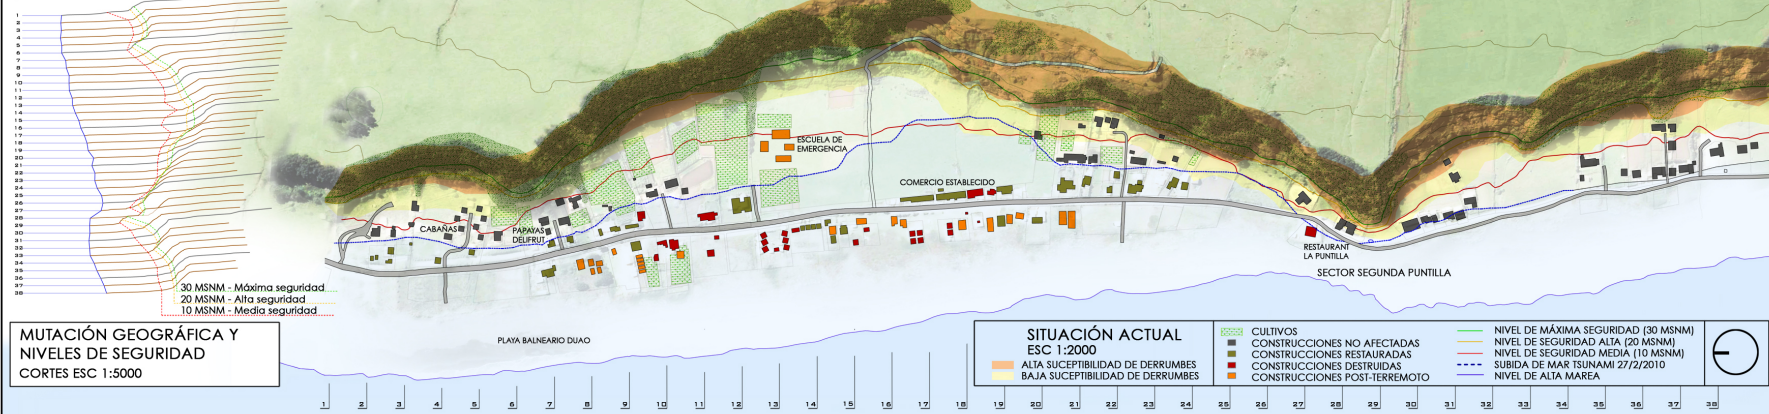 1
2
3
4
5
6
7
8
9
10
11
12
13
14
15
16
17
18
19
20
21
22
23
24
25
26
27
28
29
30
31
32
33
34
35
36
37
38
30 MSNM - Máxima seguridad
20 MSNM - Alta seguridad
10 MSNM - Media seguridad
MUTACIÓN GEOGRÁFICA Y
NIVELES DE SEGURIDAD
CORTES ESC 1:5000
CABAÑAS
PAPAYAS
DELIFRUT
ESCUELA DE
EMERGENCIA
COMERCIO ESTABLECIDO
RESTAURANT
LA PUNTILLA
SECTOR SEGUNDA PUNTILLA
PLAYA BALNEARIO DUAO
SITUACIÓN ACTUAL
ESC 1:2000
ALTA SUCEPTIBILIDAD DE DERRUMBES
BAJA SUCEPTIBILIDAD DE DERRUMBES
CULTIVOS
CONSTRUCCIONES NO AFECTADAS
CONSTRUCCIONES RESTAURADAS
CONSTRUCCIONES DESTRUIDAS
CONSTRUCCIONES POST-TERREMOTO
NIVEL DE MÁXIMA SEGURIDAD (30 MSNM)
NIVEL DE SEGURIDAD ALTA (20 MSNM)
NIVEL DE SEGURIDAD MEDIA (10 MSNM)
SUBIDA DE MAR TSUNAMI 27/2/2010
NIVEL DE ALTA MAREA
1 2 3 4 5 6 7 8 9 10 11 12 13 14 15 16 17 18 19 20 21 22 23 24 25 26 27 28 29 30 31 32 33 34 35 36 37 38